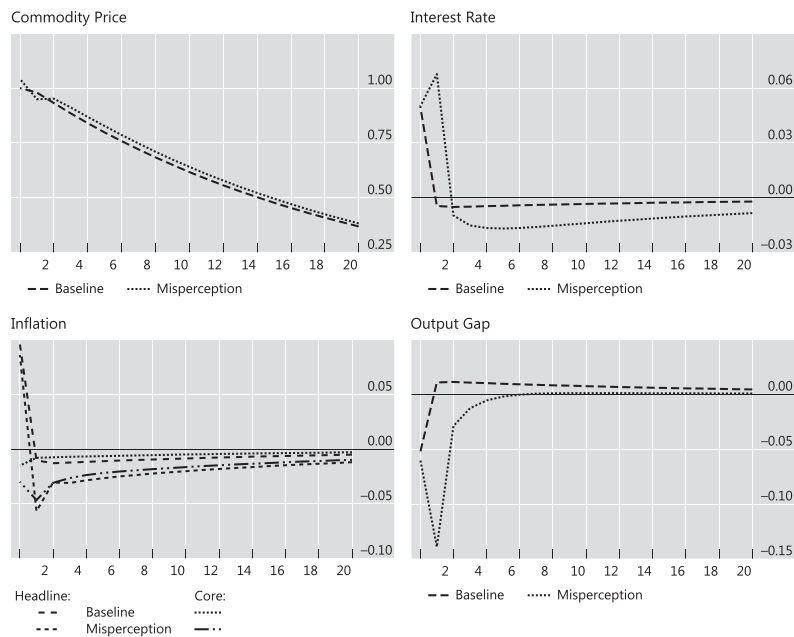 Commodity Price
1.00
0.75
0.50
0.25
2 4 6 8 10 12 14 16 18 20
Baseline Misperception
Interest Rate
0.06
0.03
0.00
–0.03
2 4 6 8 10 12 14 16 18 20
Baseline Misperception
Inflation
0.05
0.00
–0.05
–0.10
2 4 6 8 10 12 14 16 18 20
Headline: Core:
Baseline
Misperception
Output Gap
0.00
–0.05
–0.10
–0.15
2 4 6 8 10 12 14 16 18 20
Baseline Misperception